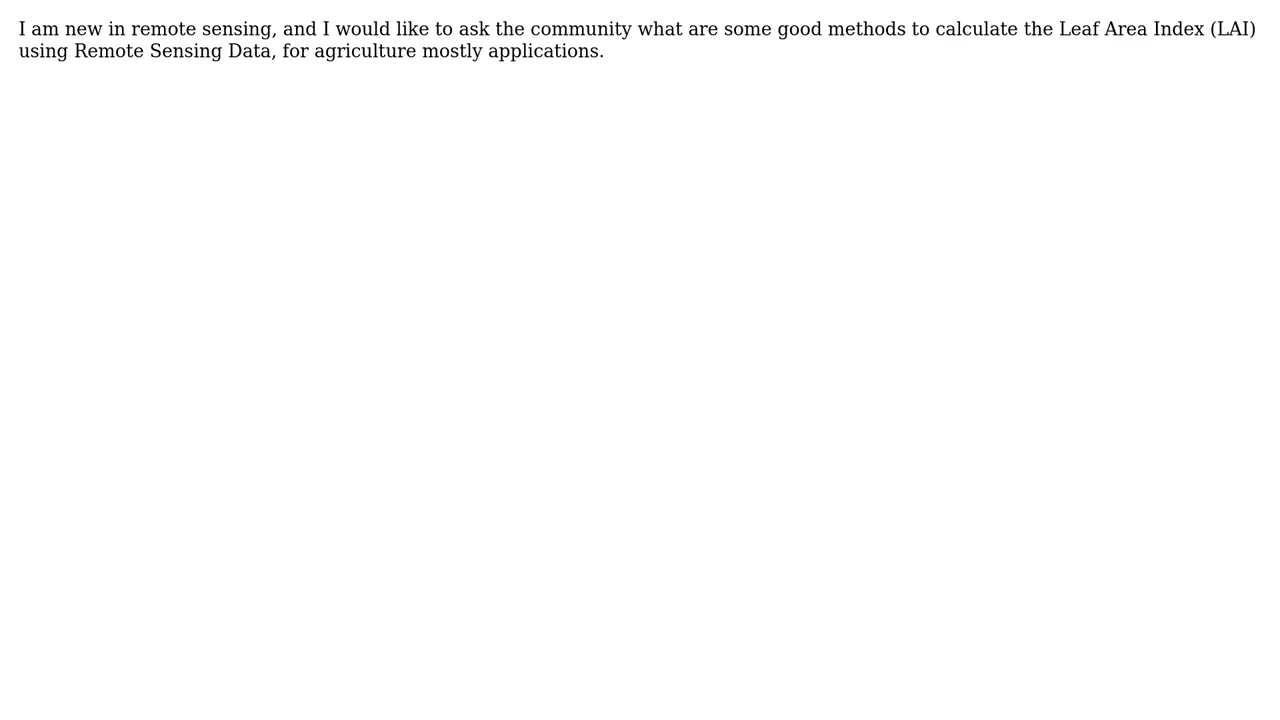 I am new in remote sensing, and I would like to ask the community what are some good methods to calculate the Leaf Area Index (LAI)
using Remote Sensing Data, for agriculture mostly applications.